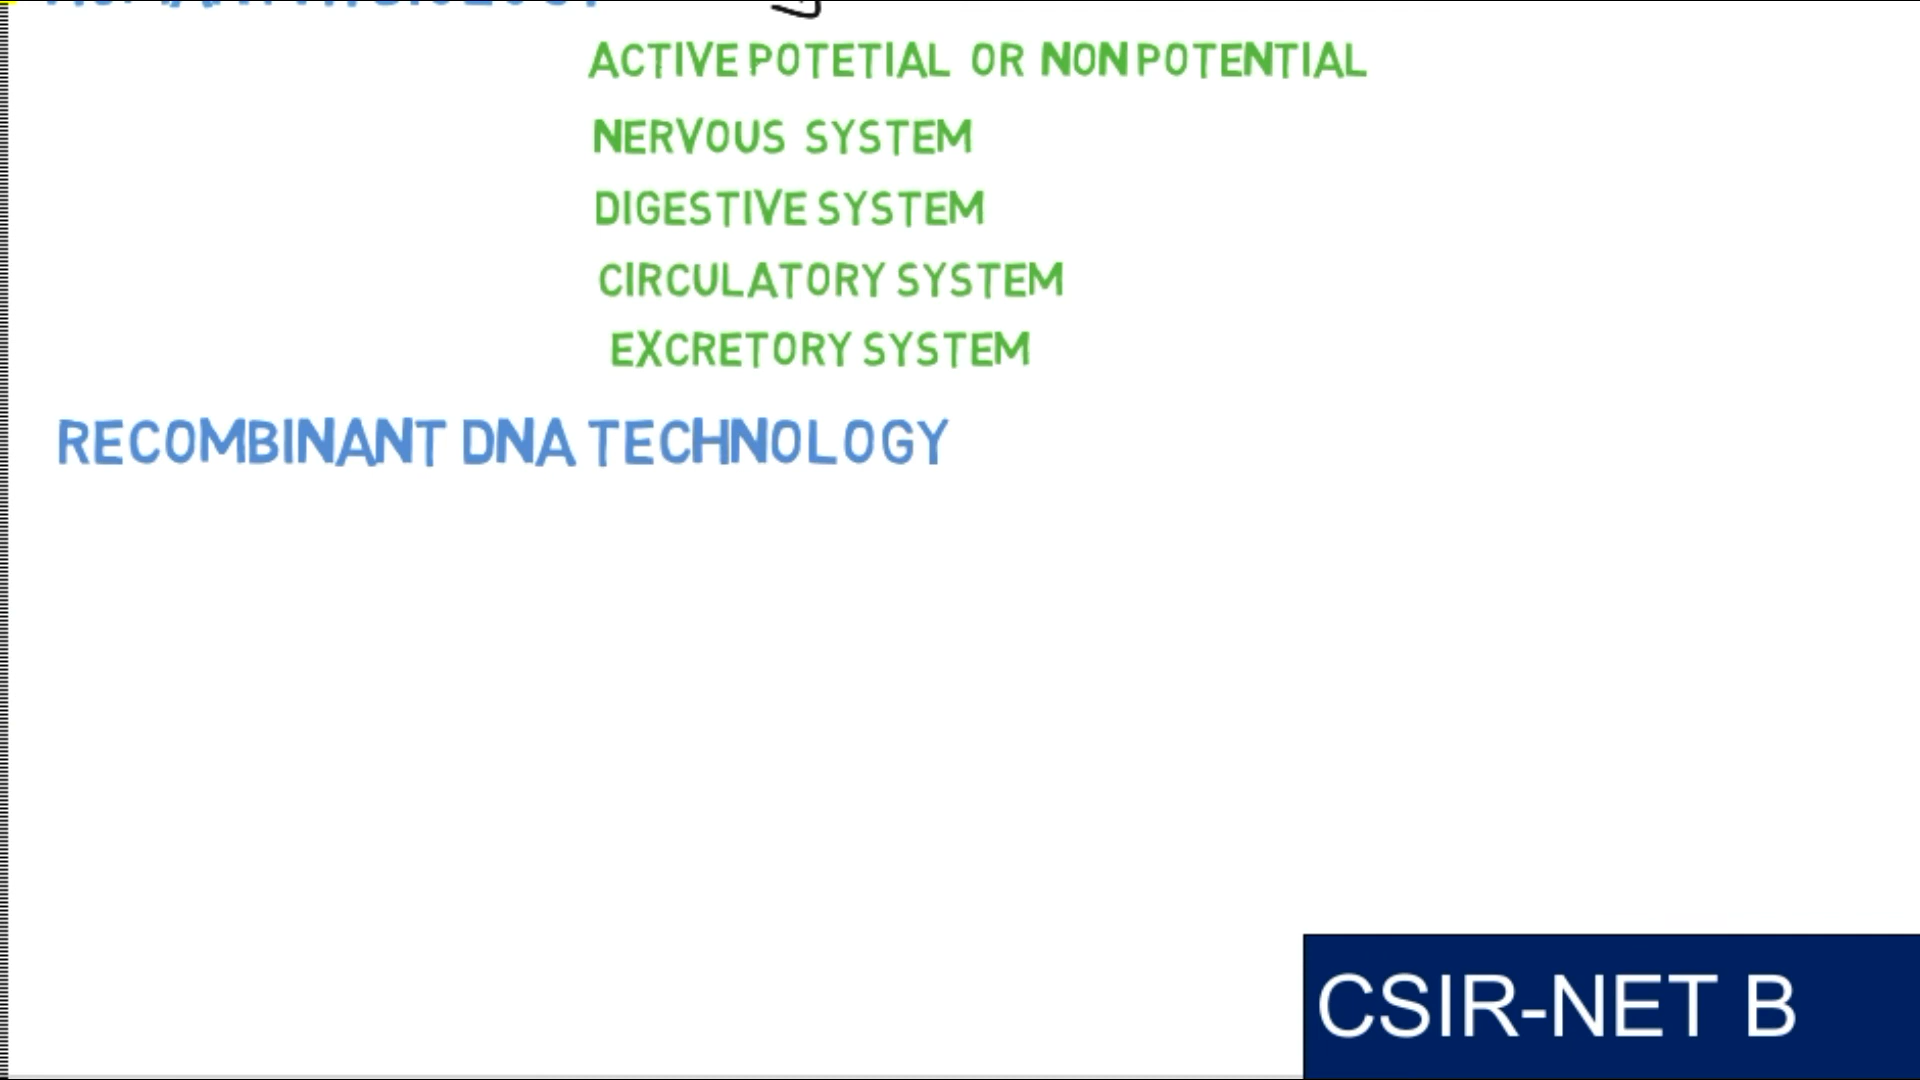 ACTIVE POTETIAL OR NON POTENTIAL
NERVOUS SYSTEM
DIGESTIVE SYSTEM
CIRCULATORY SYSTEM
EXCRETORY SYSTEM
RECOMBINANT DNA TECHNOLOGY
CSIR-NET B